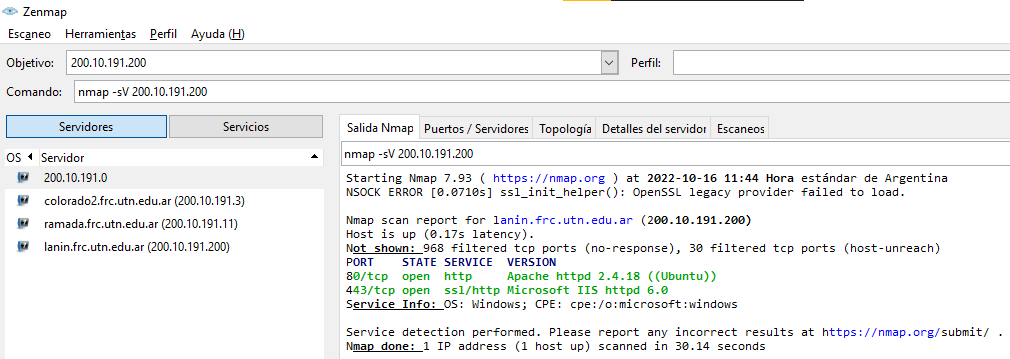 Zenmap
Escaneo Herramientas Perfil Ayuda (H)
Objetivo: 200.10.191.200 Perfil:
Comando: nmap -sV 200.10.191.200
Servidores Servicios
OS Servidor
200.10.191.0
colorado2.frc.utn.edu.ar (200.10.191.3)
ramada.frc.utn.edu.ar (200.10.191.11)
lanin.frc.utn.edu.ar (200.10.191.200)
Salida Nmap Puertos / Servidores Topología Detalles del servidor Escaneos
nmap -sV 200.10.191.200
Starting Nmap 7.93 ( https://nmap.org ) at 2022-10-16 11:44 Hora estándar de Argentina
NSOCK ERROR [0.0710s] ssl_init_helper(): OpenSSL legacy provider failed to load.
Nmap scan report for lanin.frc.utn.edu.ar (200.10.191.200)
Host is up (0.17s latency).
Not shown: 968 filtered tcp ports (no-response), 30 filtered tcp ports (host-unreach)
PORT STATE SERVICE VERSION
80/tcp open http Apache httpd 2.4.18 ((Ubuntu))
443/tcp open ssl/http Microsoft IIS httpd 6.0
Service Info: OS: Windows; CPE: cpe:/o:microsoft:windows
Service detection performed. Please report any incorrect results at https://nmap.org/submit/ .
Nmap done: 1 IP address (1 host up) scanned in 30.14 seconds